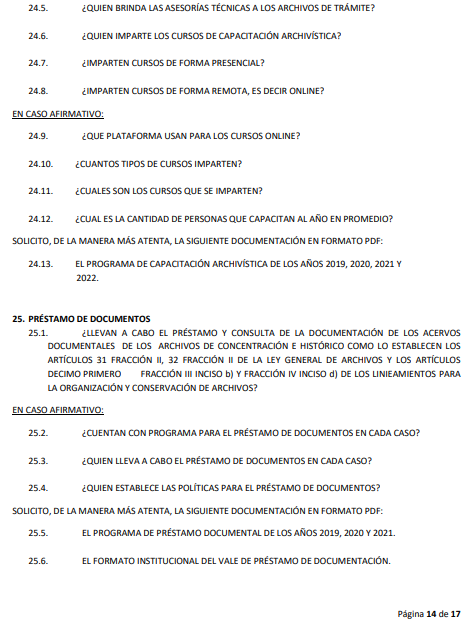 24.5. ¿QUIEN BRINDA LAS ASESORÍAS TÉCNICAS A LOS ARCHIVOS DE TRÁMITE?
24.6. ¿QUIEN IMPARTE LOS CURSOS DE CAPACITACIÓN ARCHIVÍSTICA?
24.7. ¿IMPARTEN CURSOS DE FORMA PRESENCIAL?
24.8. ¿IMPARTEN CURSOS DE FORMA REMOTA, ES DECIR ONLINE?
EN CASO AFIRMATIVO:
24.9. ¿QUE PLATAFORMA USAN PARA LOS CURSOS ONLINE?
24.10. ¿CUANTOS TIPOS DE CURSOS IMPARTEN?
24.11. ¿CUALES SON LOS CURSOS QUE SE IMPARTEN?
24.12. ¿CUAL ES LA CANTIDAD DE PERSONAS QUE CAPACITAN AL AÑO EN PROMEDIO?
SOLICITO, DE LA MANERA MÁS ATENTA, LA SIGUIENTE DOCUMENTACIÓN EN FORMATO PDF:
24.13. EL PROGRAMA DE CAPACITACIÓN ARCHIVÍSTICA DE LOS AÑOS 2019, 2020, 2021 Y
2022.
25. PRÉSTAMO DE DOCUMENTOS
25.1. ¿LLEVAN A CABO EL PRÉSTAMO Y CONSULTA DE LA DOCUMENTACIÓN DE LOS ACERVOS
DOCUMENTALES DE LOS ARCHIVOS DE CONCENTRACIÓN E HISTÓRICO COMO LO ESTABLECEN LOS
ARTÍCULOS 31 FRACCIÓN II, 32 FRACCIÓN II DE LA LEY GENERAL DE ARCHIVOS Y LOS ARTÍCULOS
DECIMO PRIMERO FRACCIÓN III INCISO b) Y FRACCIÓN IV INCISO d) DE LOS LINIEAMIENTOS PARA
LA ORGANIZACIÓN Y CONSERVACIÓN DE ARCHIVOS?
EN CASO AFIRMATIVO:
25.2. ¿CUENTAN CON PROGRAMA PARA EL PRÉSTAMO DE DOCUMENTOS EN CADA CASO?
25.3. ¿QUIEN LLEVA A CABO EL PRÉSTAMO DE DOCUMENTOS EN CADA CASO?
25.4. ¿QUIEN ESTABLECE LAS POLÍTICAS PARA EL PRÉSTAMO DE DOCUMENTOS?
SOLICITO, DE LA MANERA MÁS ATENTA, LA SIGUIENTE DOCUMENTACIÓN EN FORMATO PDF:
25.5. EL PROGRAMA DE PRÉSTAMO DOCUMENTAL DE LOS AÑOS 2019, 2020 Y 2021.
25.6. EL FORMATO INSTITUCIONAL DEL VALE DE PRÉSTAMO DE DOCUMENTACIÓN.
Página 14 de 17